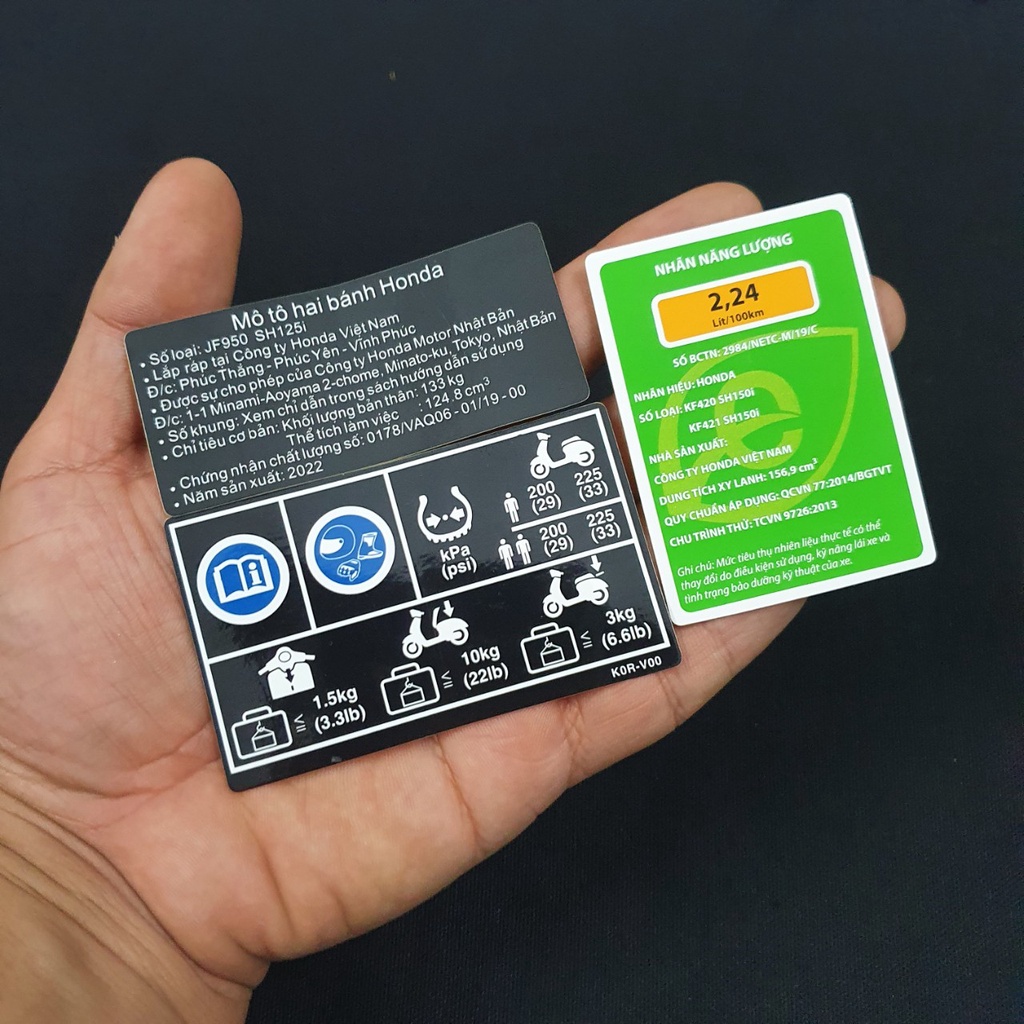 Mô tô hai bánh Honda
• Số loại: JF950 SH125i
• Lắp ráp tại Công ty Honda Việt Nam
Đ/c: Phúc Thắng - Phúc Yên - Vĩnh Phúc
• Được sự cho phép của Công ty Honda Motor Nhật Bản
Đ/c: 1-1 Minami-Aoyama 2-chome, Minato-ku, Tokyo, Nhật Bản
• Số khung: Xem chỉ dẫn trong sách hướng dẫn sử dụng
• Chỉ tiêu cơ bản: Khối lượng bản thân: 133 kg
Thể tích làm việc : 124.8 cm³
• Chứng nhận chất lượng số: 0178/VAQ06 - 01/19 - 00
• Năm sản xuất: 2022
kPa
(psi)
200 225
(29) (33)
200 225
(29) (33)
≤ 1.5kg
(3.3lb)
≤ 10kg
(22lb)
≤ 3kg
(6.6lb)
K0R-V00
NHÃN NĂNG LƯỢNG
2,24
Lít/100km
SỐ BCTN: 2984/NETC-M/19/C
NHÃN HIỆU: HONDA
SỐ LOẠI: KF420 SH150i
KF421 SH150i
NHÀ SẢN XUẤT:
CÔNG TY HONDA VIỆT NAM
DUNG TÍCH XY LANH: 156,9 cm³
QUY CHUẨN ÁP DỤNG: QCVN 77:2014/BGTVT
CHU TRÌNH THỬ: TCVN 9726:2013
Ghi chú: Mức tiêu thụ nhiên liệu thực tế có thể
thay đổi do điều kiện sử dụng, kỹ năng lái xe và
tình trạng bảo dưỡng kỹ thuật của xe.